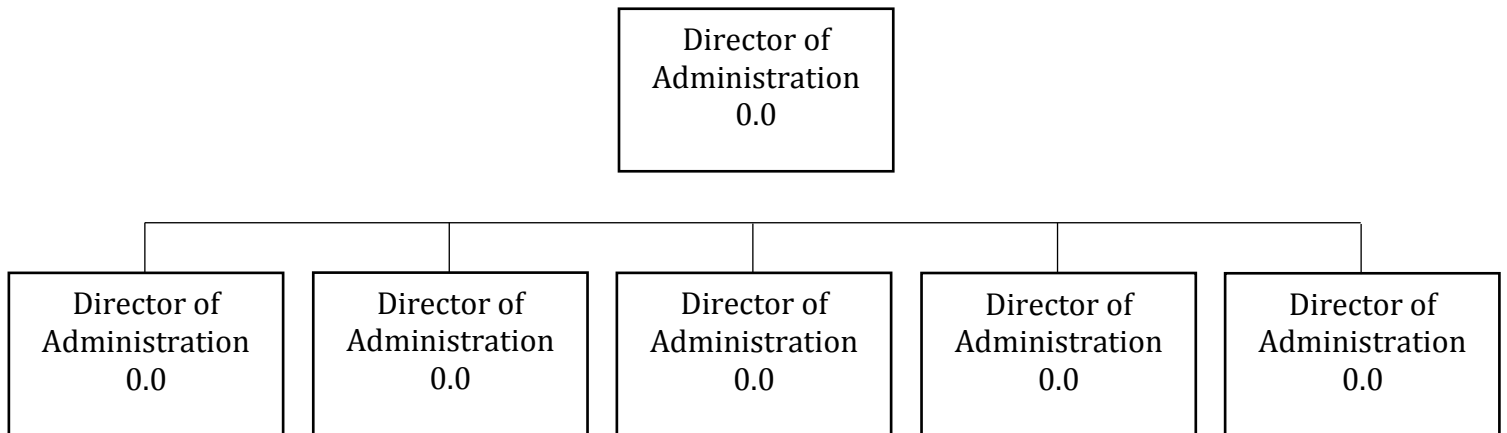 Director of
Administration
0.0
Director of
Administration
0.0
Director of
Administration
0.0
Director of
Administration
0.0
Director of
Administration
0.0
Director of
Administration
0.0